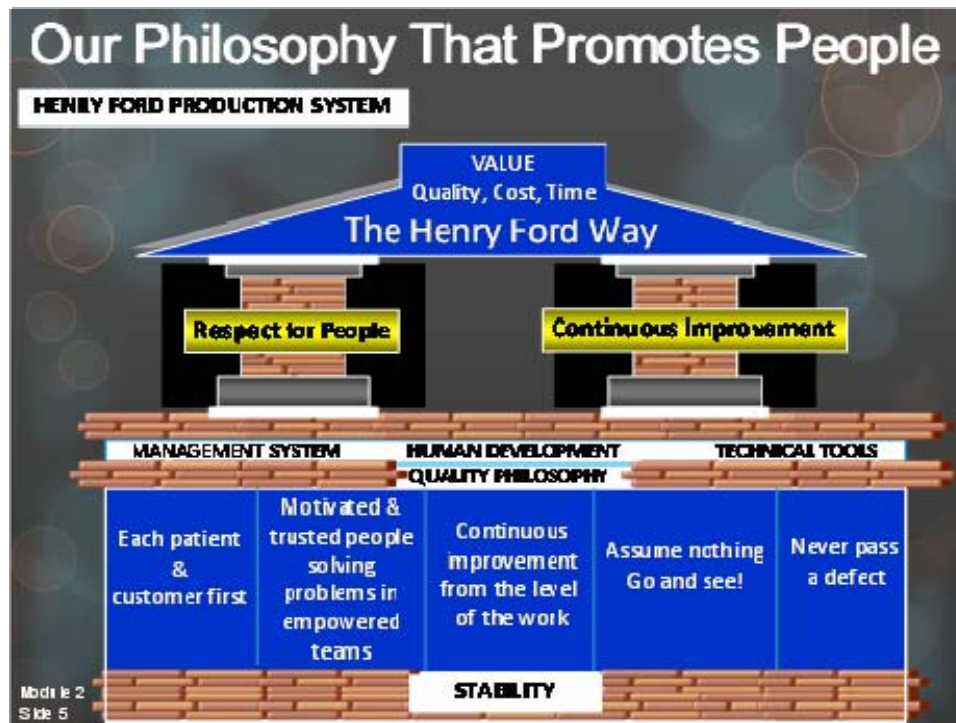 Our Philosophy That Promotes People
HENRY FORD PRODUCTION SYSTEM
VALUE
Quality, Cost, Time
The Henry Ford Way
Respect for People
Continuous Improvement
MANAGEMENT SYSTEM
HUMAN DEVELOPMENT
TECHNICAL TOOLS
QUALITY PHILOSOPHY
Each patient
&
customer first
Motivated &
trusted people
solving
problems in
empowered
teams
Continuous
improvement
from the level
of the work
Assume nothing
Go and see!
Never pass
a defect
STABILITY
Module 2
Slide 5